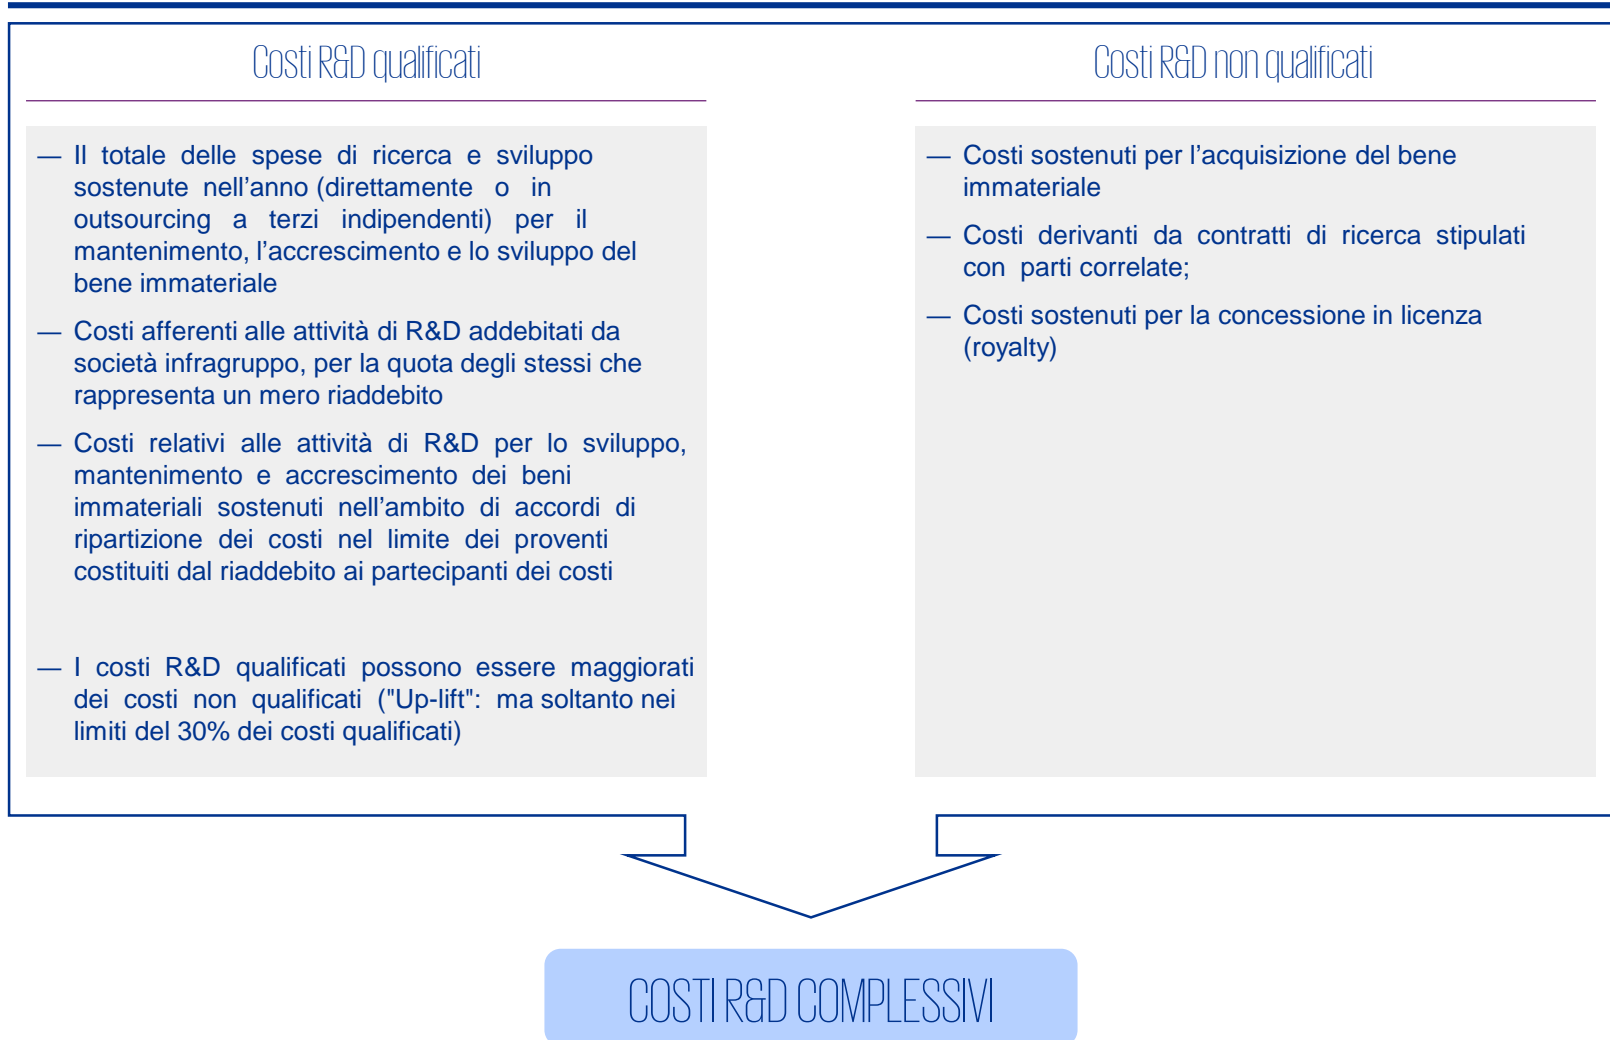 Costi R&D qualificati
— Il totale delle spese di ricerca e sviluppo
sostenute nell’anno (direttamente o in
outsourcing a terzi indipendenti) per il
mantenimento, l’accrescimento e lo sviluppo del
bene immateriale
— Costi afferenti alle attività di R&D addebitati da
società infragruppo, per la quota degli stessi che
rappresenta un mero riaddebito
— Costi relativi alle attività di R&D per lo sviluppo,
mantenimento e accrescimento dei beni
immateriali sostenuti nell’ambito di accordi di
ripartizione dei costi nel limite dei proventi
costituiti dal riaddebito ai partecipanti dei costi
— I costi R&D qualificati possono essere maggiorati
dei costi non qualificati ("Up-lift": ma soltanto nei
limiti del 30% dei costi qualificati)
Costi R&D non qualificati
— Costi sostenuti per l’acquisizione del bene
immateriale
— Costi derivanti da contratti di ricerca stipulati
con parti correlate;
— Costi sostenuti per la concessione in licenza
(royalty)
COSTI R&D COMPLESSIVI